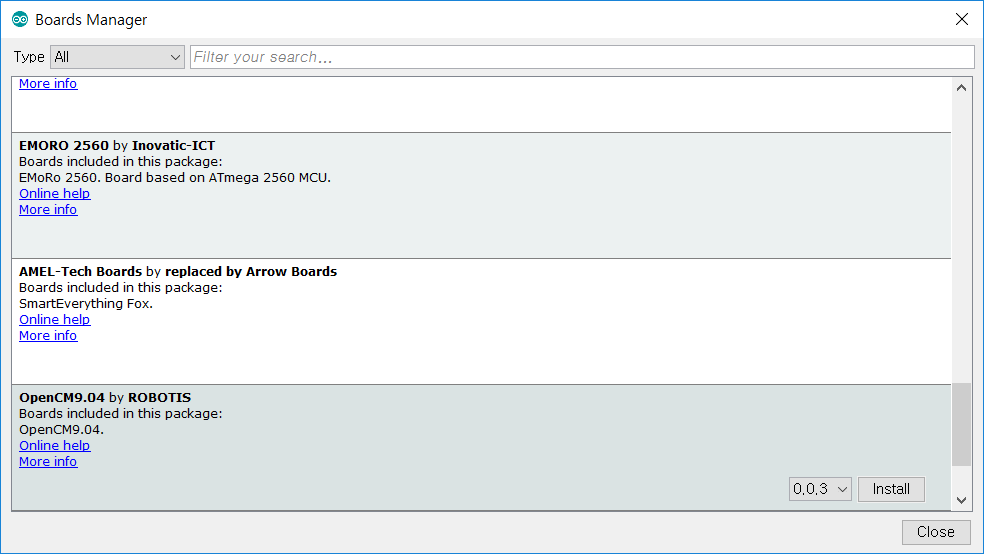 Boards Manager
Type All Filter your search...
More info
EMORO 2560 by Inovatic-ICT
Boards included in this package:
EMoRo 2560. Board based on ATmega 2560 MCU.
Online help
More info
AMEL-Tech Boards by replaced by Arrow Boards
Boards included in this package:
SmartEverything Fox.
Online help
More info
OpenCM9.04 by ROBOTIS
Boards included in this package:
OpenCM9.04.
Online help
More info
0,0,3 Install
Close